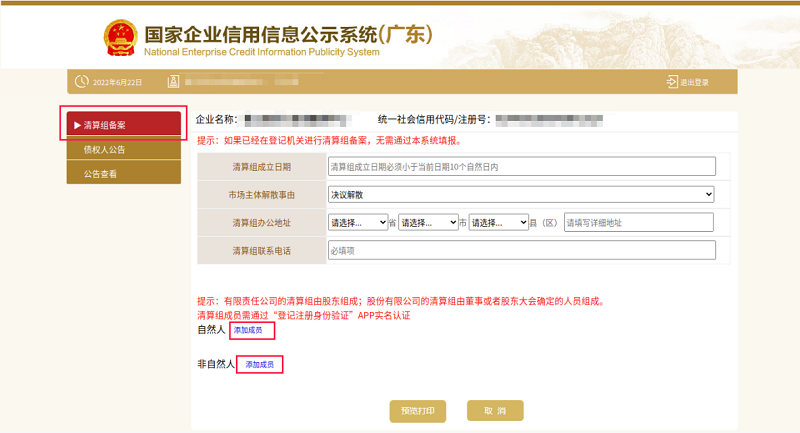 国家企业信用信息公示系统(广东)
National Enterprise Credit Information Publicity System
2022年6月22日
退出登录
▶ 清算组备案
债权人公告
公告查看
企业名称: 统一社会信用代码/注册号:
提示：如果已经在登记机关进行清算组备案，无需通过本系统填报。
清算组成立日期 清算组成立日期必须小于当前日期10个自然日内
市场主体解散事由 决议解散
清算组办公地址 请选择... 省 请选择... 市 请选择... 县（区） 请填写详细地址
清算组联系电话 必填项
提示：有限责任公司的清算组由股东组成；股份有限公司的清算组由董事或者股东大会确定的人员组成。
清算组成员需通过“登记注册身份验证”APP实名认证
自然人 添加成员
非自然人 添加成员
预览打印 取 消